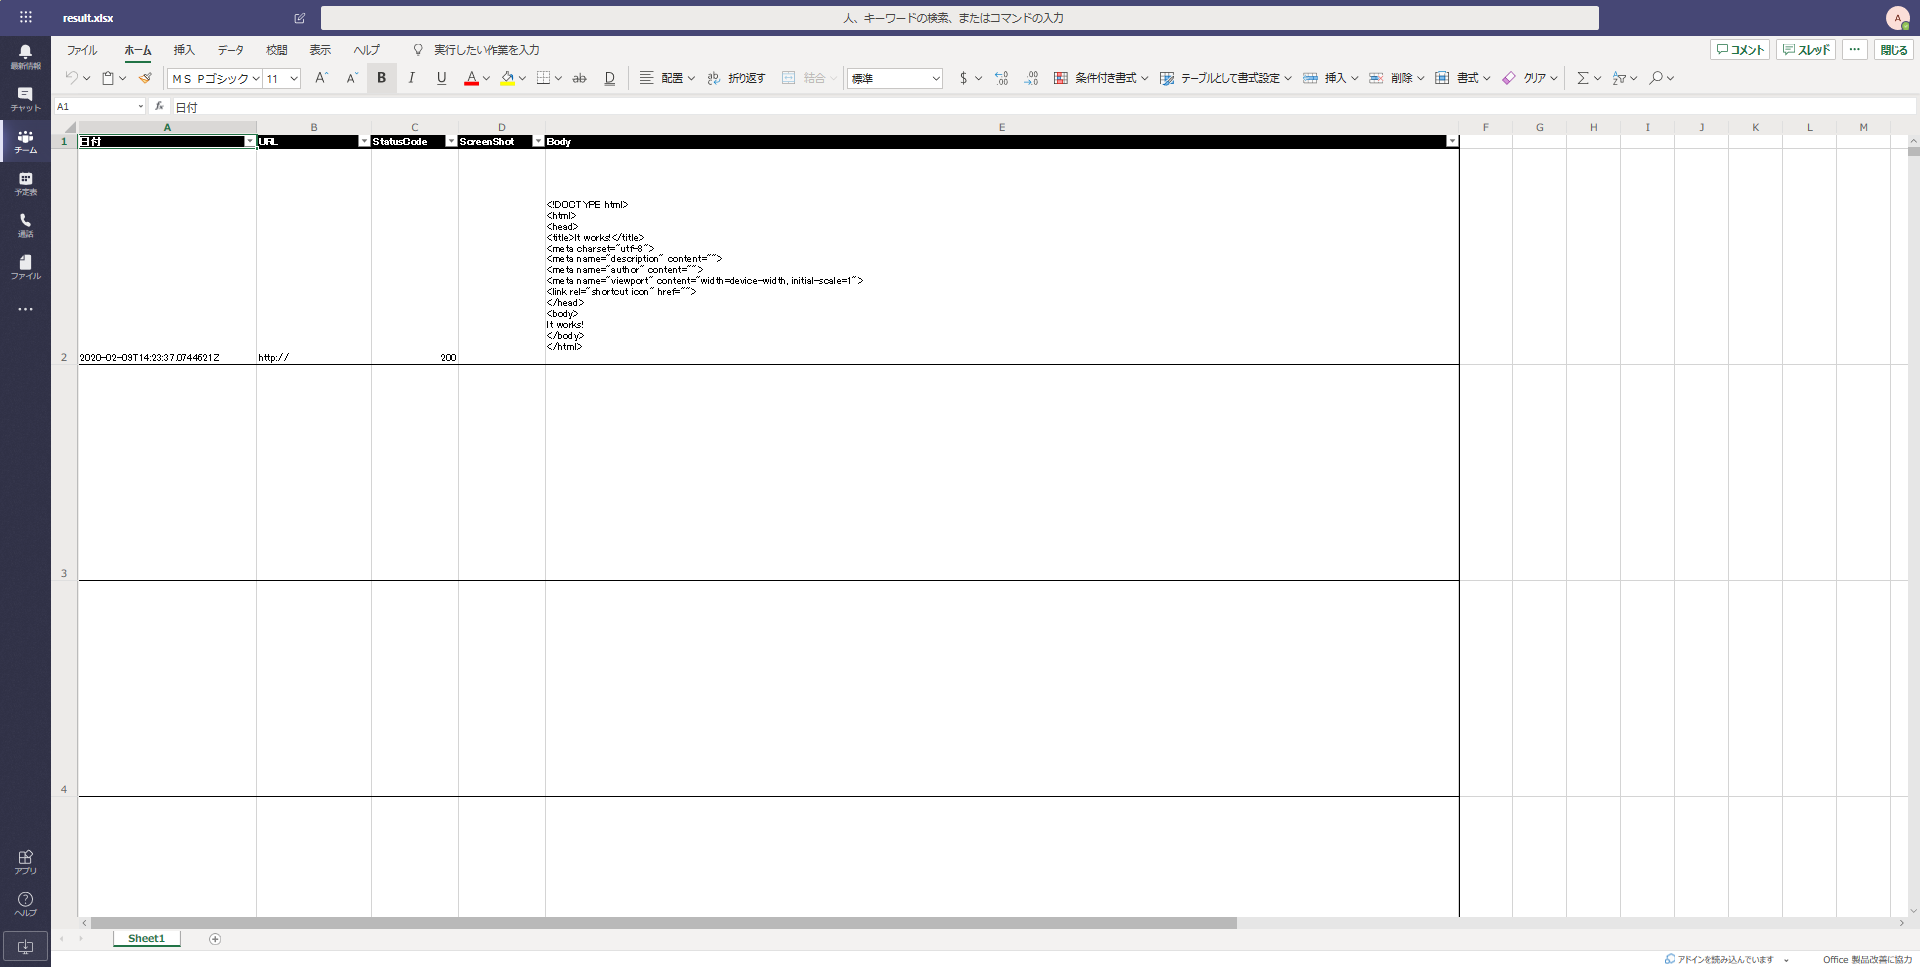 result.xlsx
人、キーワードの検索、またはコマンドの入力
A
最新情報
チャット
チーム
予定表
通話
ファイル
アプリ
ヘルプ
ファイル ホーム 挿入 データ 校閲 表示 ヘルプ 実行したい作業を入力
コメント スレッド 閉じる
ＭＳ Ｐゴシック 11 A A B I U A ab D 配置 折り返す 結合 標準 $ .00 .00 条件付き書式 テーブルとして書式設定 挿入 削除 書式 クリア
A1 fx 日付
A B C D E F G H I J K L M
1 日付 URL StatusCode ScreenShot Body
<!DOCTYPE html>
<html>
<head>
<title>It works!</title>
<meta charset="utf-8">
<meta name="description" content="">
<meta name="author" content="">
<meta name="viewport" content="width=device-width, initial-scale=1">
<link rel="shortcut icon" href="">
</head>
<body>
It works!
</body>
</html>
2 2020-02-09T14:23:37.0744621Z http:// 200
3
4
Sheet1
アドインを読み込んでいます Office 製品改善に協力